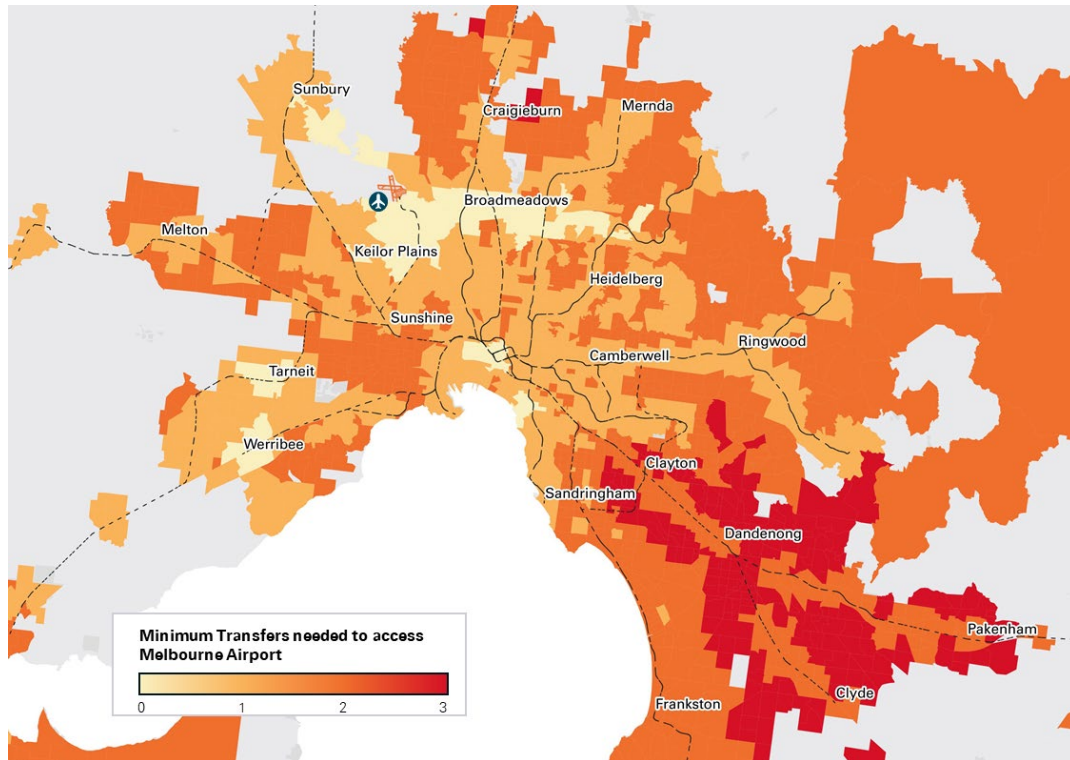 Sunbury
Craigieburn
Mernda
Broadmeadows
Melton
Keilor Plains
Heidelberg
Sunshine
Ringwood
Camberwell
Tarneit
Werribee
Clayton
Sandringham
Dandenong
Pakenham
Clyde
Frankston
Minimum Transfers needed to access
Melbourne Airport
0 1 2 3